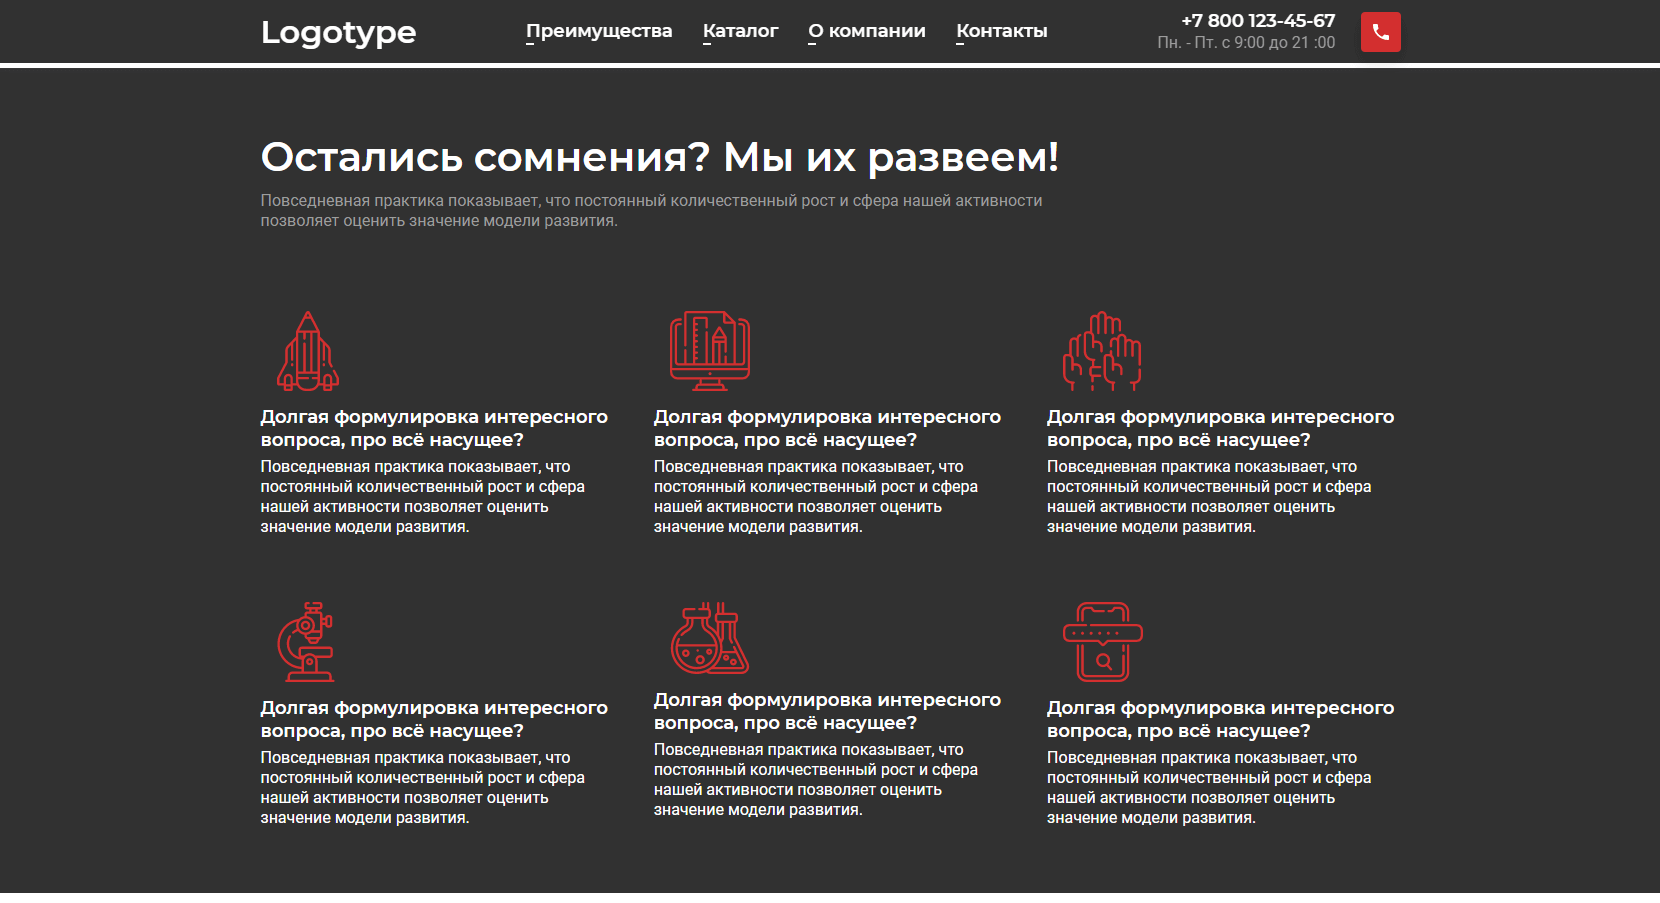 Logotype
Преимущества
Каталог
О компании
Контакты
+7 800 123-45-67
Пн. - Пт. с 9:00 до 21 :00
Остались сомнения? Мы их развеем!
Повседневная практика показывает, что постоянный количественный рост и сфера нашей активности
позволяет оценить значение модели развития.
Долгая формулировка интересного
вопроса, про всё насущее?
Повседневная практика показывает, что
постоянный количественный рост и сфера
нашей активности позволяет оценить
значение модели развития.
Долгая формулировка интересного
вопроса, про всё насущее?
Повседневная практика показывает, что
постоянный количественный рост и сфера
нашей активности позволяет оценить
значение модели развития.
Долгая формулировка интересного
вопроса, про всё насущее?
Повседневная практика показывает, что
постоянный количественный рост и сфера
нашей активности позволяет оценить
значение модели развития.
Долгая формулировка интересного
вопроса, про всё насущее?
Повседневная практика показывает, что
постоянный количественный рост и сфера
нашей активности позволяет оценить
значение модели развития.
Долгая формулировка интересного
вопроса, про всё насущее?
Повседневная практика показывает, что
постоянный количественный рост и сфера
нашей активности позволяет оценить
значение модели развития.
Долгая формулировка интересного
вопроса, про всё насущее?
Повседневная практика показывает, что
постоянный количественный рост и сфера
нашей активности позволяет оценить
значение модели развития.